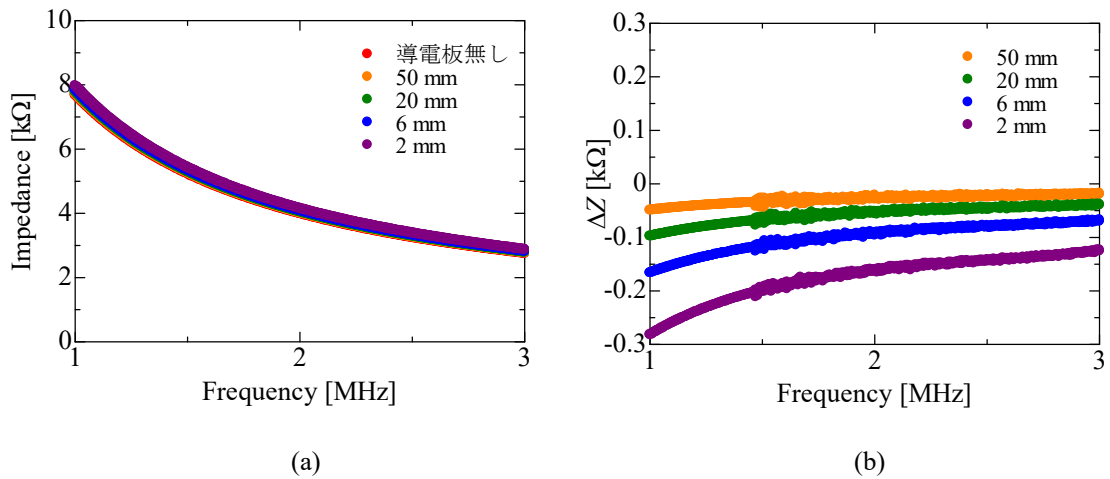 10
8
6
4
2
0
Impedance [kΩ]
導電板無し
50 mm
20 mm
6 mm
2 mm
1
2
3
Frequency [MHz]
(a)
0.3
0.2
0.1
0
-0.1
-0.2
-0.3
ΔZ [kΩ]
50 mm
20 mm
6 mm
2 mm
1
2
3
Frequency [MHz]
(b)